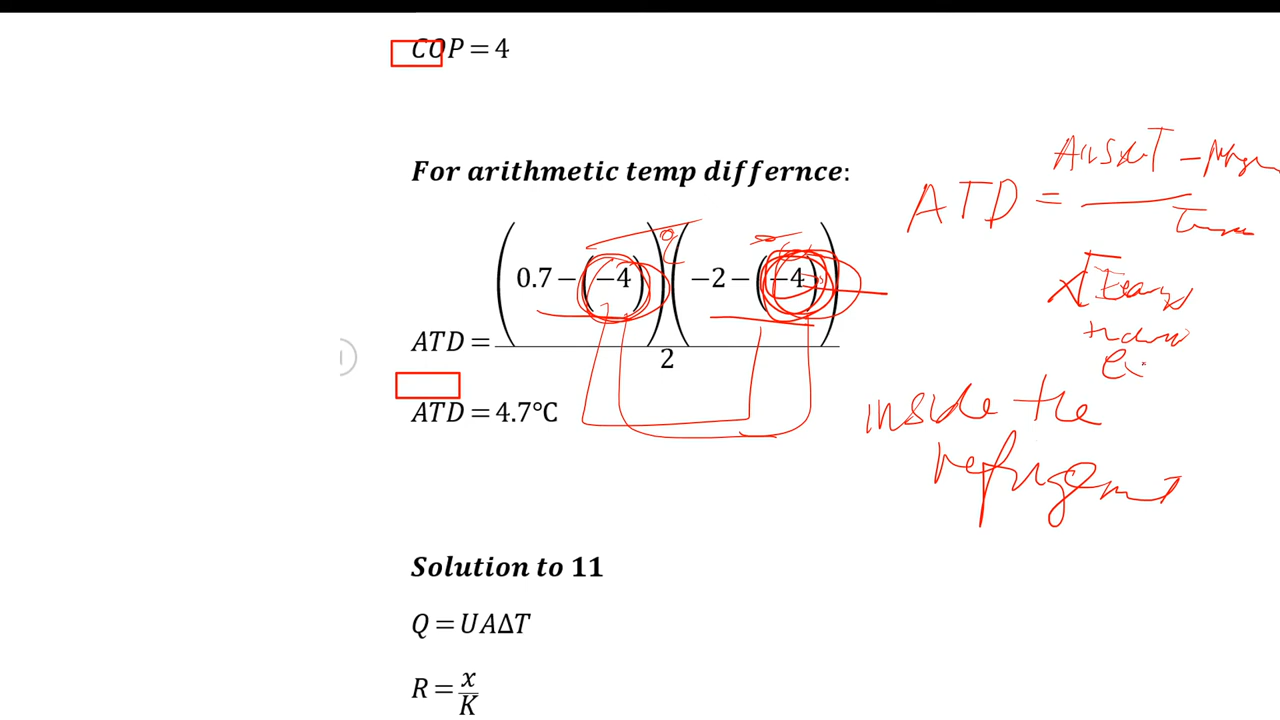 COP = 4
For arithmetic temp differnce:
ATD = ((0.7 − (−4))(−2 − (−4))) / 2
ATD = 4.7°C
ATD =
inside the
refrigerant
Solution to 11
Q = UAΔT
R = x/K